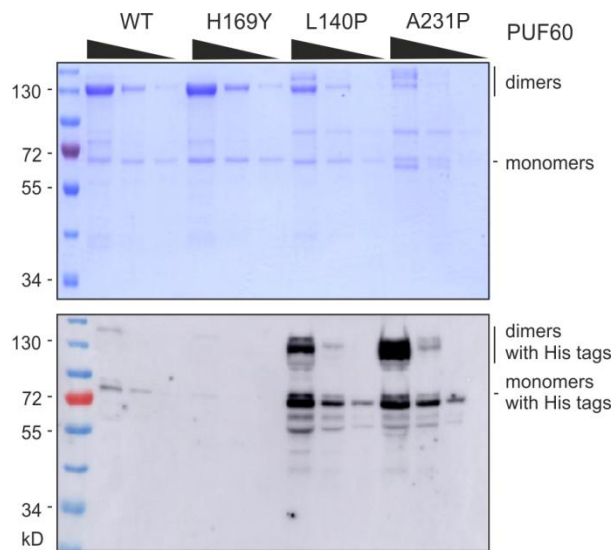 WT H169Y L140P A231P PUF60
130 -
72 -
55 -
34 -
dimers
- monomers
130 -
72 -
55 -
34 -
kD
dimers
with His tags
monomers
with His tags